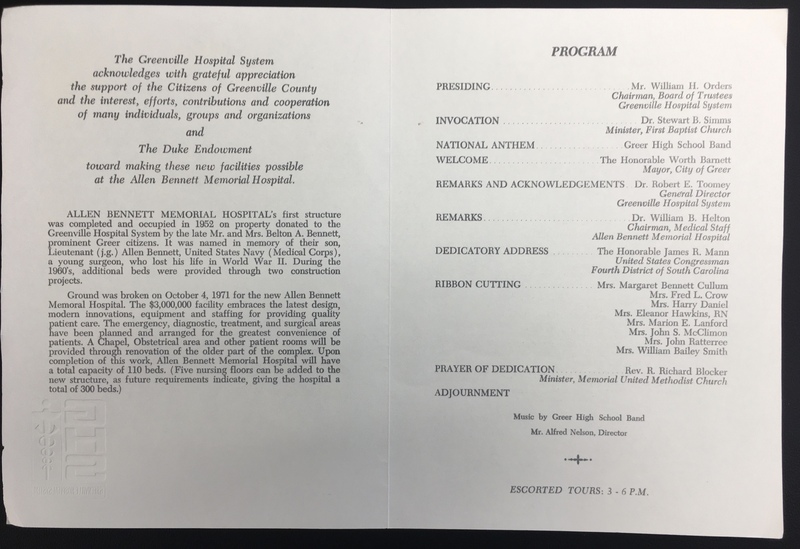 The Greenville Hospital System
acknowledges with grateful appreciation
the support of the Citizens of Greenville County
and the interest, efforts, contributions and cooperation
of many individuals, groups and organizations
and
The Duke Endowment
toward making these new facilities possible
at the Allen Bennett Memorial Hospital.
ALLEN BENNETT MEMORIAL HOSPITAL's first structure
was completed and occupied in 1952 on property donated to the
Greenville Hospital System by the late Mr. and Mrs. Belton A. Bennett,
prominent Greer citizens. It was named in memory of their son,
Lieutenant (j.g.) Allen Bennett, United States Navy (Medical Corps),
a young surgeon, who lost his life in World War II. During the
1960's, additional beds were provided through two construction
projects.
Ground was broken on October 4, 1971 for the new Allen Bennett
Memoral Hospital. The $3,000,000 facility embraces the latest design,
modern innovations, equipment and staffing for providing quality
patient care. The emergency, diagnostic, treatment, and surgical areas
have been planned and arranged for the greatest convenience of
patients. A Chapel, Obstetrical area and other patient rooms will be
provided through renovation of the older part of the complex. Upon
completion of this work, Allen Bennett Memorial Hospital will have
a total capacity of 110 beds. (Five nursing floors can be added to the
new structure, as future requirements indicate, giving the hospital a
total of 300 beds.)
PROGRAM
PRESIDING Mr. William H. Orders
Chairman, Board of Trustees
Greenville Hospital System
INVOCATION Dr. Stewart B. Simms
Minister, First Baptist Church
NATIONAL ANTHEM Greer High School Band
WELCOME The Honorable Worth Barnett
Mayor, City of Greer
REMARKS AND ACKNOWLEDGEMENTS Dr. Robert E. Toomey
General Director
Greenville Hospital System
REMARKS Dr. William B. Helton
Chairman, Medical Staff
Allen Bennett Memorial Hospital
DEDICATORY ADDRESS The Honorable James R. Mann
United States Congressman
Fourth District of South Carolina
RIBBON CUTTING Mrs. Margaret Bennett Cullum
Mrs. Fred L. Crow
Mrs. Harry Daniel
Mrs. Eleanor Hawkins, RN
Mrs. Marion E. Lanford
Mrs. John S. McClimon
Mrs. John Ratterree
Mrs. William Bailey Smith
PRAYER OF DEDICATION Rev. R. Richard Blocker
Minister, Memorial United Methodist Church
ADJOURNMENT
Music by Greer High School Band
Mr. Alfred Nelson, Director
ESCORTED TOURS: 3 - 6 P.M.